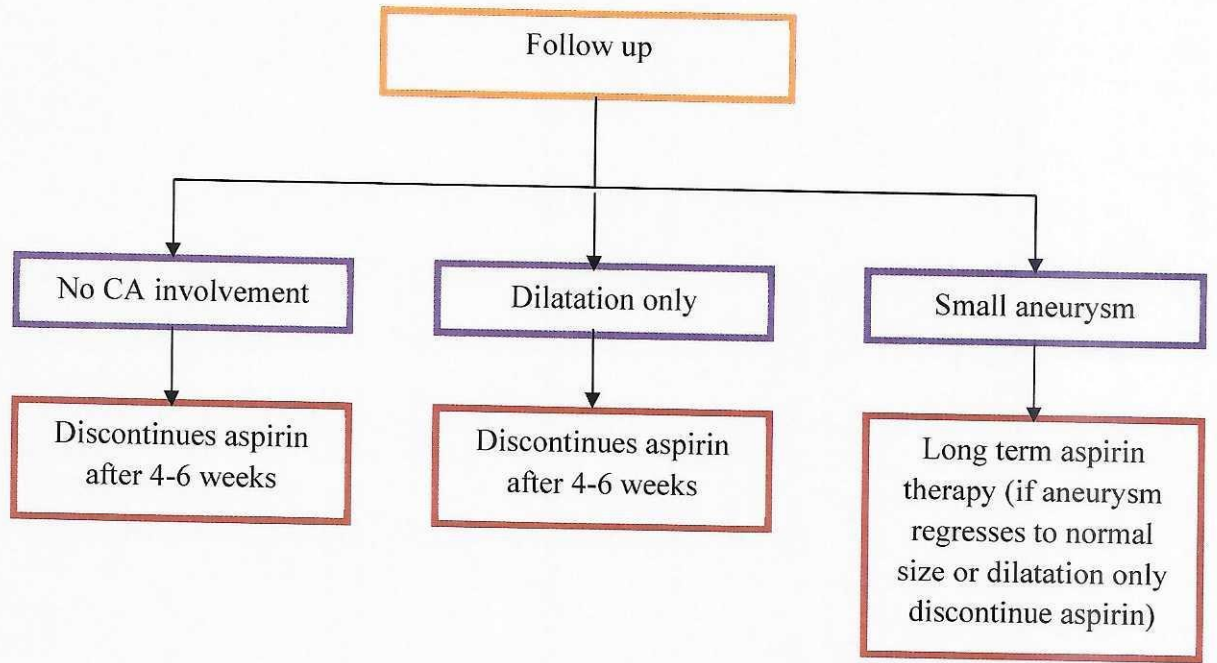 Follow up
No CA involvement
Dilatation only
Small aneurysm
Discontinues aspirin
after 4-6 weeks
Discontinues aspirin
after 4-6 weeks
Long term aspirin
therapy (if aneurysm
regresses to normal
size or dilatation only
discontinue aspirin)